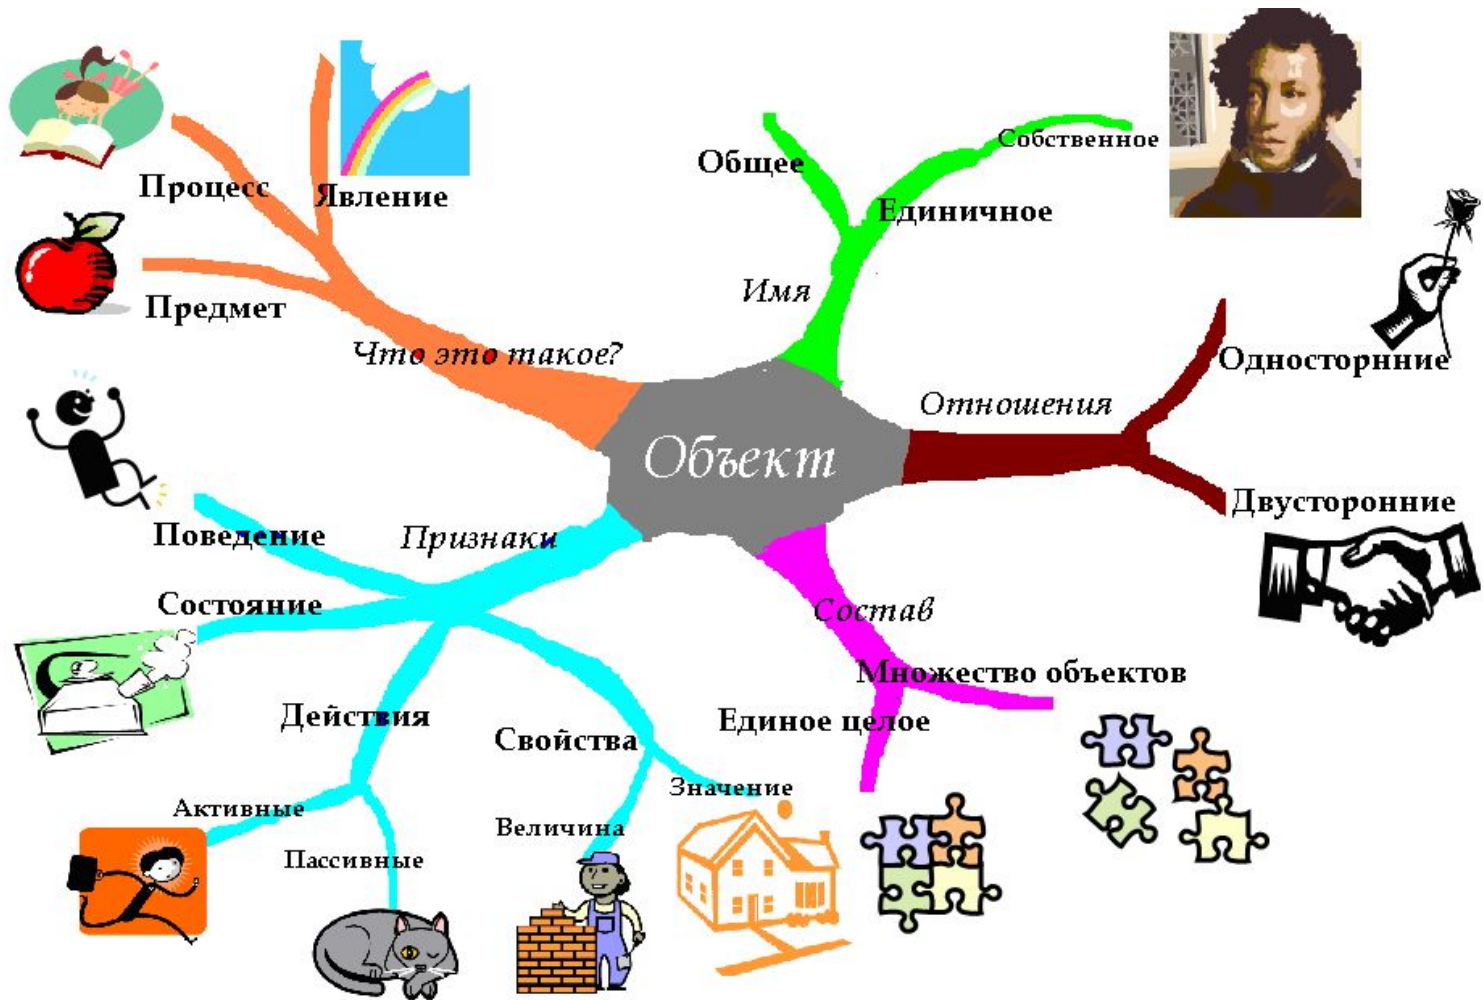 Процесс
Явление
Предмет
Что это такое?
Общее
Собственное
Единичное
Имя
Отношения
Односторнние
Двусторонние
Объект
Поведение
Признаки
Состояние
Действия
Активные
Пассивные
Свойства
Величина
Значение
Состав
Множество объектов
Единое целое